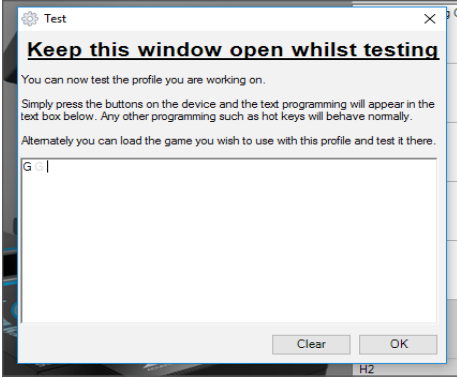 Test
Keep this window open whilst testing
You can now test the profile you are working on.
Simply press the buttons on the device and the text programming will appear in the
text box below. Any other programming such as hot keys will behave normally.
Alternately you can load the game you wish to use with this profile and test it there.
G G
Clear
OK
H2